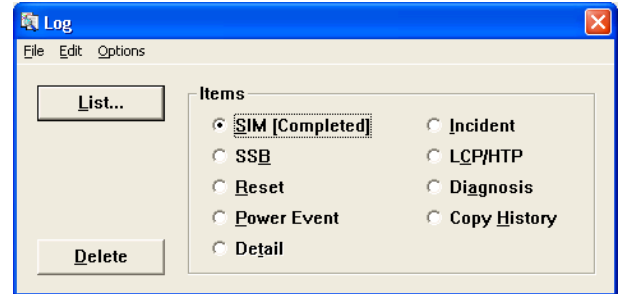 Log
File Edit Options
List...
Items
SIM [Completed]
Incident
SSB
LCP/HTP
Reset
Diagnosis
Power Event
Copy History
Detail
Delete